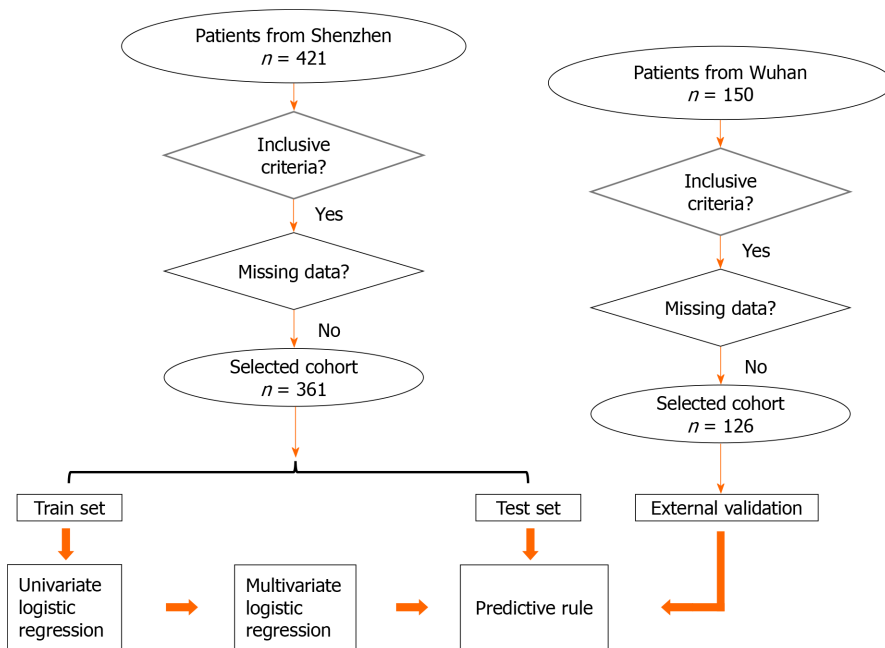 Patients from Shenzhen
n = 421
Inclusive
criteria?
Yes
Missing data?
No
Selected cohort
n = 361
Patients from Wuhan
n = 150
Inclusive
criteria?
Yes
Missing data?
No
Selected cohort
n = 126
Train set
Test set
External validation
Univariate
logistic
regression
Multivariate
logistic
regression
Predictive rule